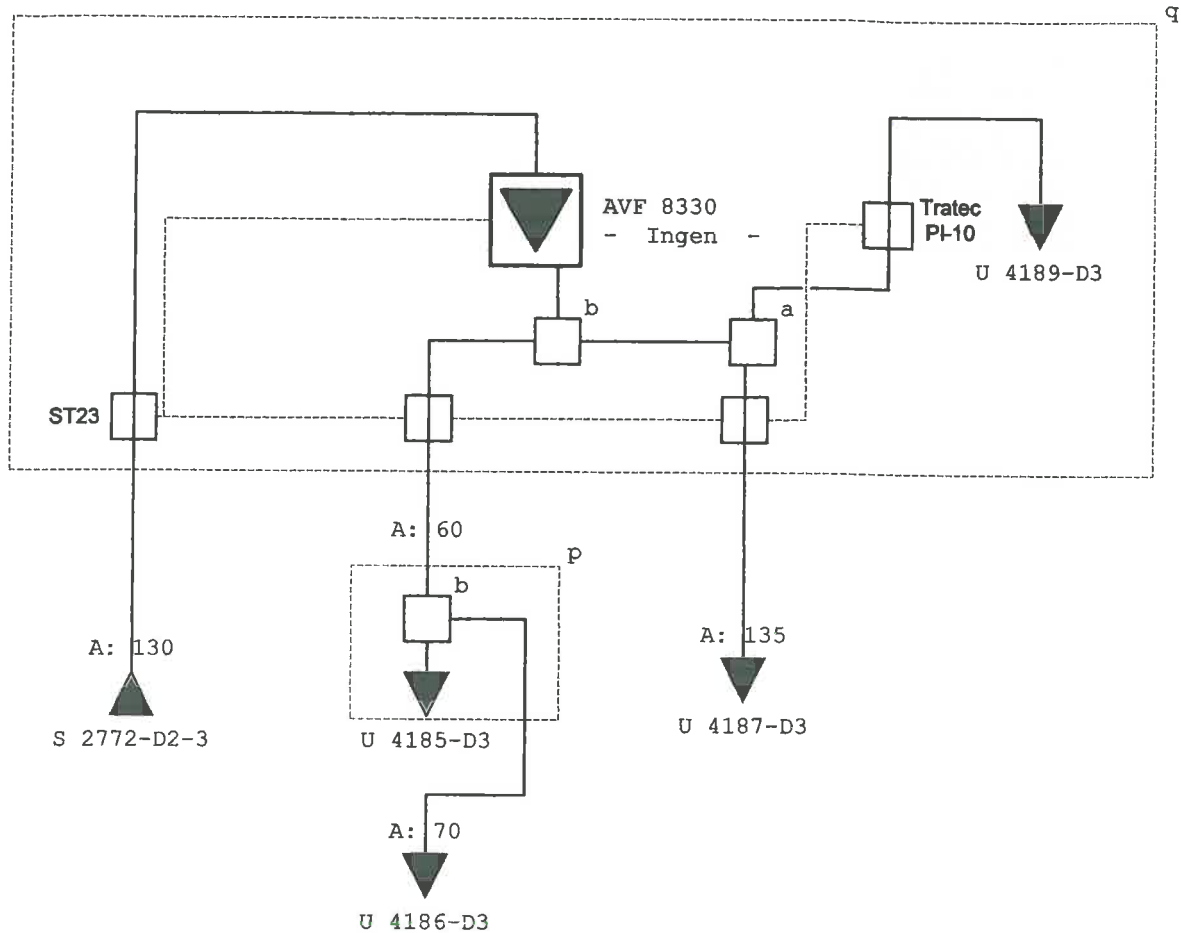 q
AVF 8330
- Ingen -
Tratec
PI-10
U 4189-D3
b
a
ST23
A: 60
p
b
A: 130
A: 135
S 2772-D2-3
U 4185-D3
U 4187-D3
A: 70
U 4186-D3